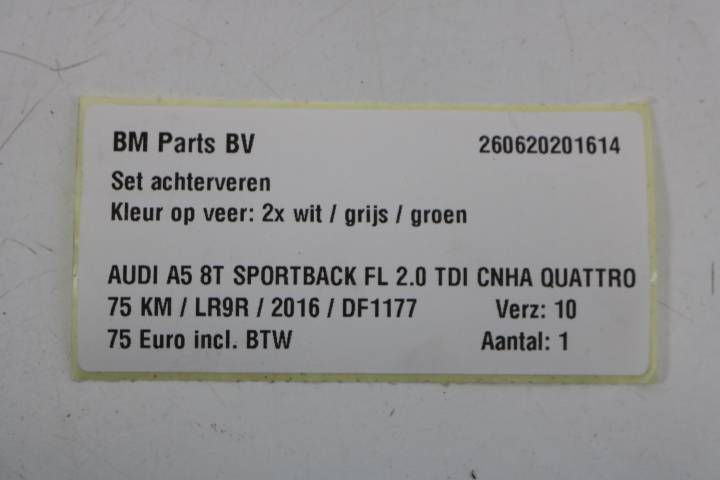 BM Parts BV 260620201614
Set achterveren
Kleur op veer: 2x wit / grijs / groen
AUDI A5 8T SPORTBACK FL 2.0 TDI CNHA QUATTRO
75 KM / LR9R / 2016 / DF1177 Verz: 10
75 Euro incl. BTW Aantal: 1